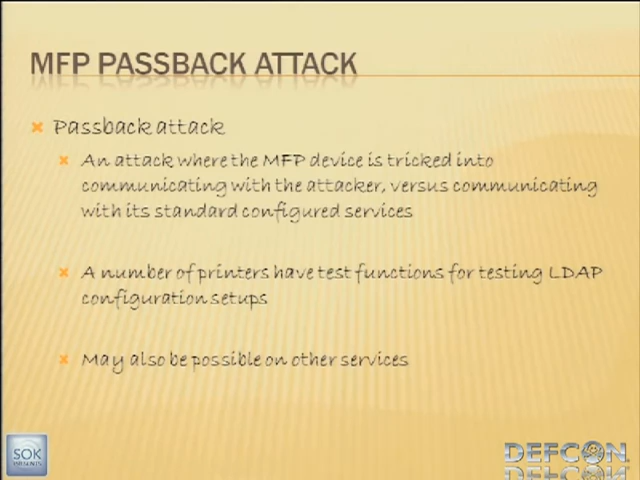 MFP PASSBACK ATTACK
Passback attack
An attack where the MFP device is tricked into
communicating with the attacker, versus communicating
with its standard configured services
A number of printers have test functions for testing LDAP
configuration setups
May also be possible on other services
SOK
DEFCON